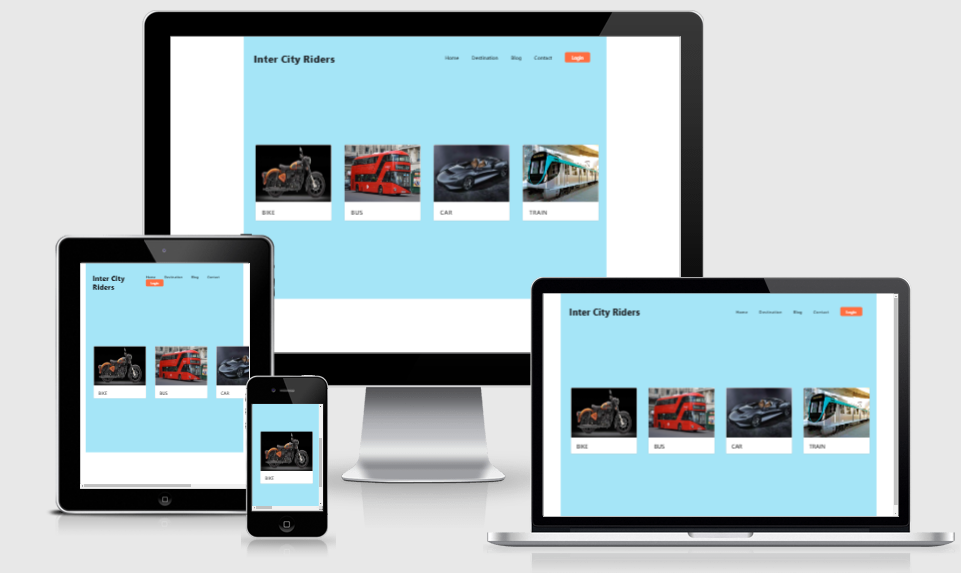 Inter City Riders
Home Destination Blog Contact Login
BIKE BUS CAR TRAIN
Inter City
Riders
Home Destination Blog Contact
Login
BIKE BUS CAR
BIKE
Inter City Riders
Home Destination Blog Contact Login
BIKE BUS CAR TRAIN